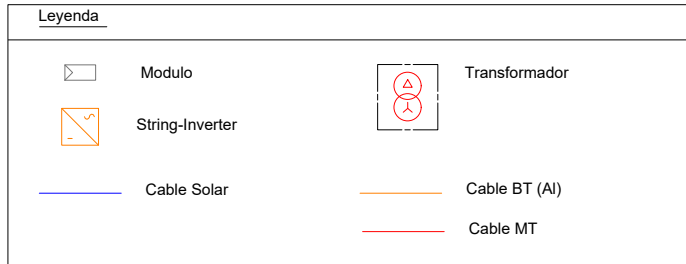 Leyenda
Modulo
Transformador
String-Inverter
Cable Solar
Cable BT (Al)
Cable MT